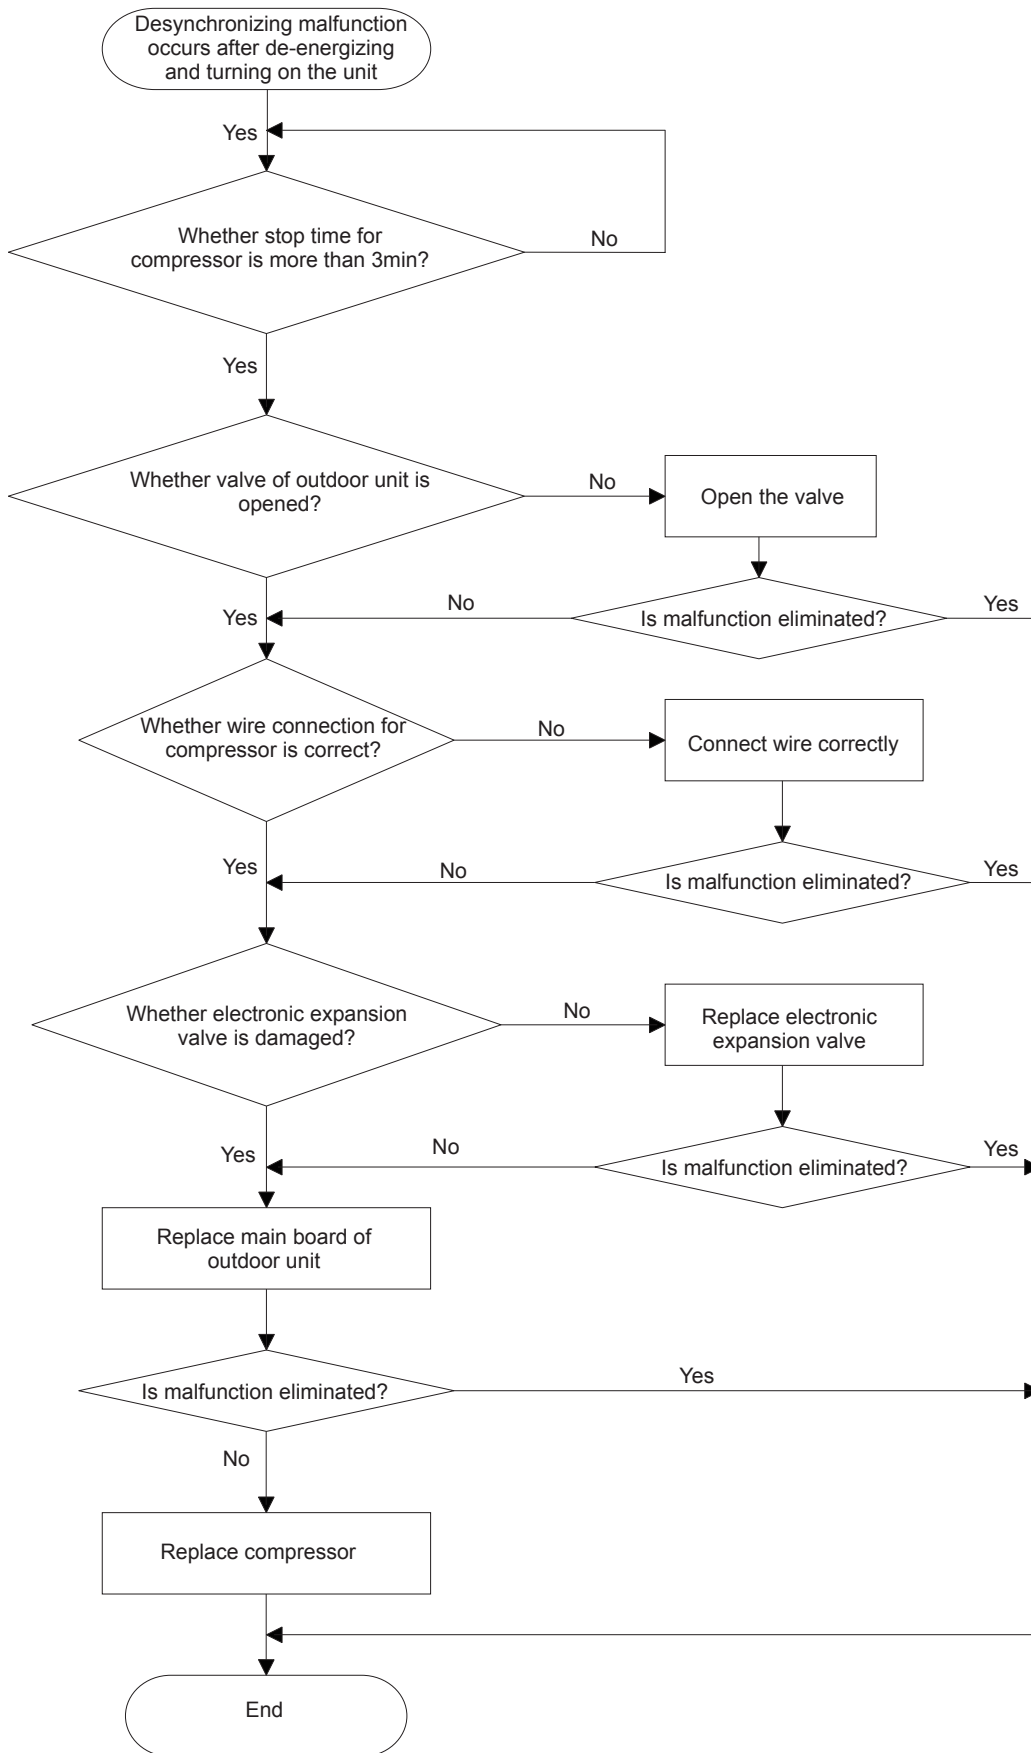 Desynchronizing malfunction
occurs after de-energizing
and turning on the unit
Yes
Whether stop time for
compressor is more than 3min?
No
Yes
Whether valve of outdoor unit is
opened?
No
Open the valve
Is malfunction eliminated?
Yes
No
Yes
Whether wire connection for
compressor is correct?
No
Connect wire correctly
Is malfunction eliminated?
Yes
No
Yes
Whether electronic expansion
valve is damaged?
No
Replace electronic
expansion valve
Is malfunction eliminated?
Yes
No
Yes
Replace main board of
outdoor unit
Is malfunction eliminated?
Yes
No
Replace compressor
End